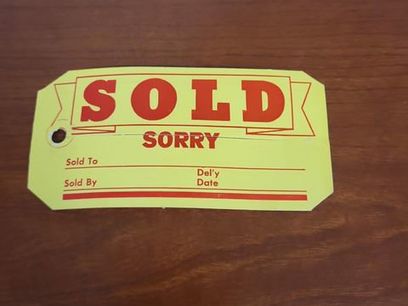 SOLD
SORRY
Sold To
Sold By Del'y Date